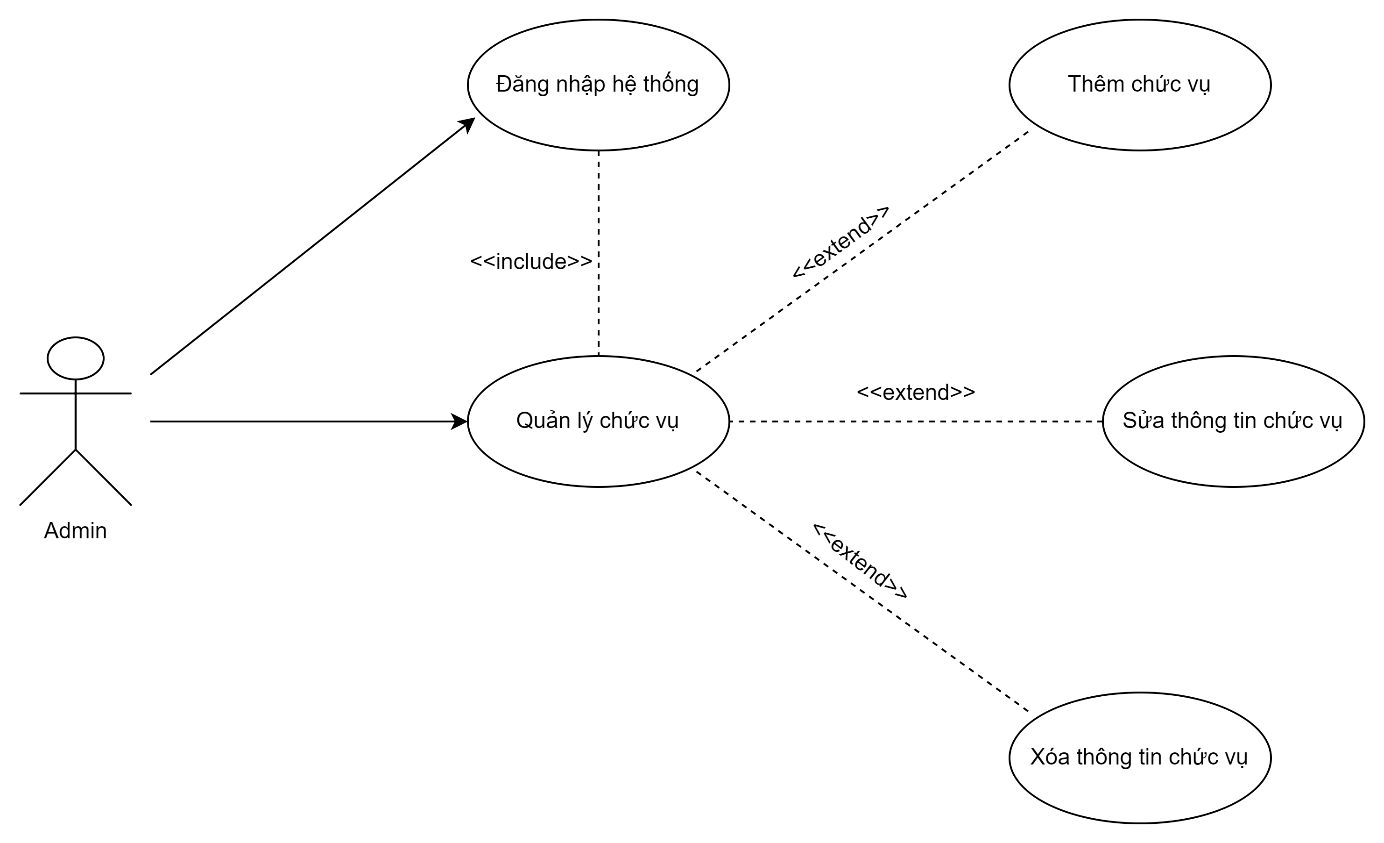 Đăng nhập hệ thống
Thêm chức vụ
<<extend>>
<<include>>
<<extend>>
Quản lý chức vụ
Sửa thông tin chức vụ
Admin
<<extend>>
Xóa thông tin chức vụ